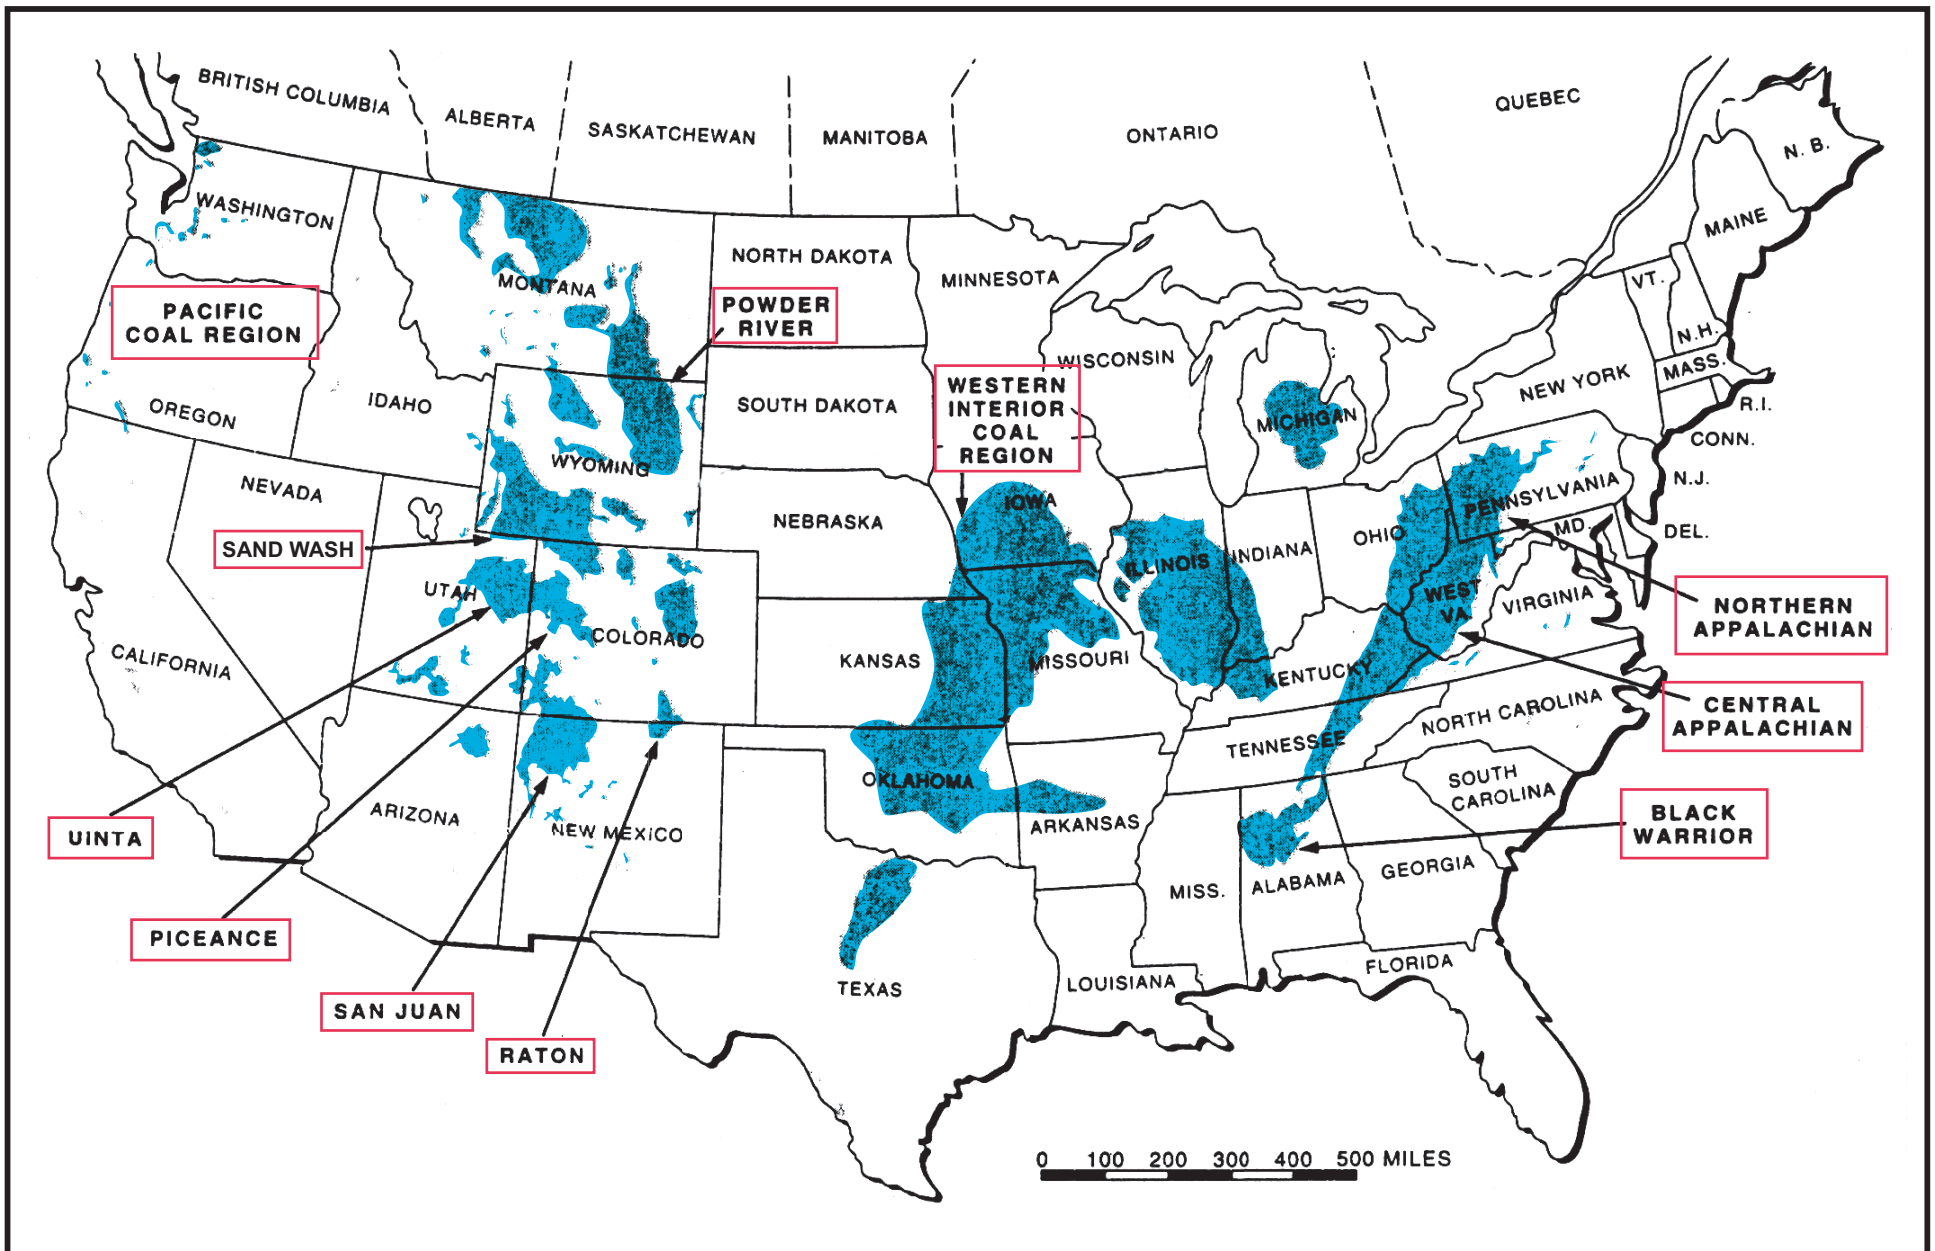 BRITISH COLUMBIA
ALBERTA
SASKATCHEWAN
MANITOBA
ONTARIO
QUEBEC
N. B.
MAINE
WASHINGTON
MONTANA
NORTH DAKOTA
MINNESOTA
VT.
N.H.
MASS.
R.I.
CONN.
PACIFIC
COAL REGION
POWDER
RIVER
WISCONSIN
NEW YORK
OREGON
IDAHO
SOUTH DAKOTA
WESTERN
INTERIOR
COAL
REGION
MICHIGAN
WYOMING
NEVADA
NEBRASKA
IOWA
PENNSYLVANIA
N.J.
MD.
DEL.
SAND WASH
UTAH
COLORADO
ILLINOIS
INDIANA
OHIO
WEST
VA.
VIRGINIA
NORTHERN
APPALACHIAN
CALIFORNIA
KANSAS
MISSOURI
KENTUCKY
CENTRAL
APPALACHIAN
NORTH CAROLINA
TENNESSEE
SOUTH
CAROLINA
UINTA
ARIZONA
NEW MEXICO
OKLAHOMA
ARKANSAS
BLACK
WARRIOR
MISS.
ALABAMA
GEORGIA
PICEANCE
SAN JUAN
RATON
TEXAS
LOUISIANA
FLORIDA
0 100 200 300 400 500 MILES